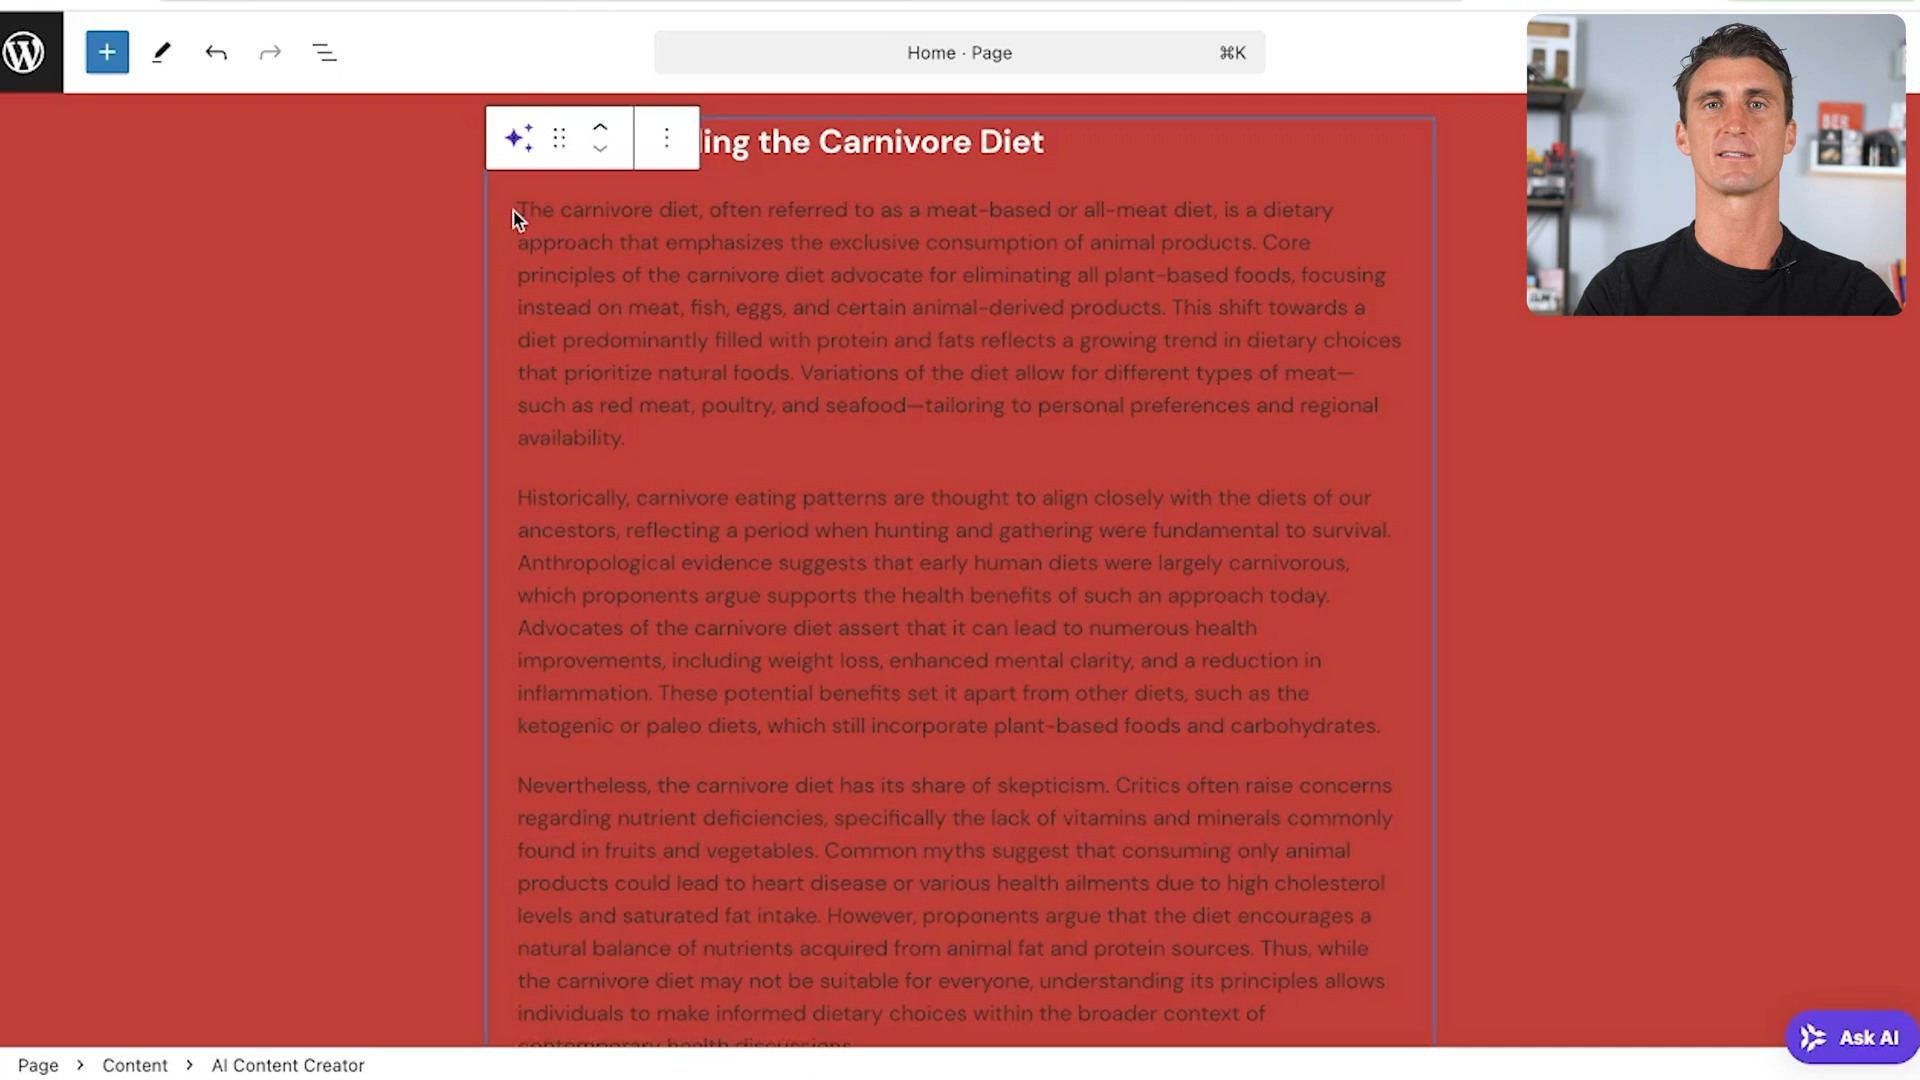 Home · Page
⌘K
ling the Carnivore Diet
The carnivore diet, often referred to as a meat-based or all-meat diet, is a dietary
approach that emphasizes the exclusive consumption of animal products. Core
principles of the carnivore diet advocate for eliminating all plant-based foods, focusing
instead on meat, fish, eggs, and certain animal-derived products. This shift towards a
diet predominantly filled with protein and fats reflects a growing trend in dietary choices
that prioritize natural foods. Variations of the diet allow for different types of meat—
such as red meat, poultry, and seafood—tailoring to personal preferences and regional
availability.
Historically, carnivore eating patterns are thought to align closely with the diets of our
ancestors, reflecting a period when hunting and gathering were fundamental to survival.
Anthropological evidence suggests that early human diets were largely carnivorous,
which proponents argue supports the health benefits of such an approach today.
Advocates of the carnivore diet assert that it can lead to numerous health
improvements, including weight loss, enhanced mental clarity, and a reduction in
inflammation. These potential benefits set it apart from other diets, such as the
ketogenic or paleo diets, which still incorporate plant-based foods and carbohydrates.
Nevertheless, the carnivore diet has its share of skepticism. Critics often raise concerns
regarding nutrient deficiencies, specifically the lack of vitamins and minerals commonly
found in fruits and vegetables. Common myths suggest that consuming only animal
products could lead to heart disease or various health ailments due to high cholesterol
levels and saturated fat intake. However, proponents argue that the diet encourages a
natural balance of nutrients acquired from animal fat and protein sources. Thus, while
the carnivore diet may not be suitable for everyone, understanding its principles allows
individuals to make informed dietary choices within the broader context of
contemporary health discussions.
Ask AI
Page > Content > AI Content Creator